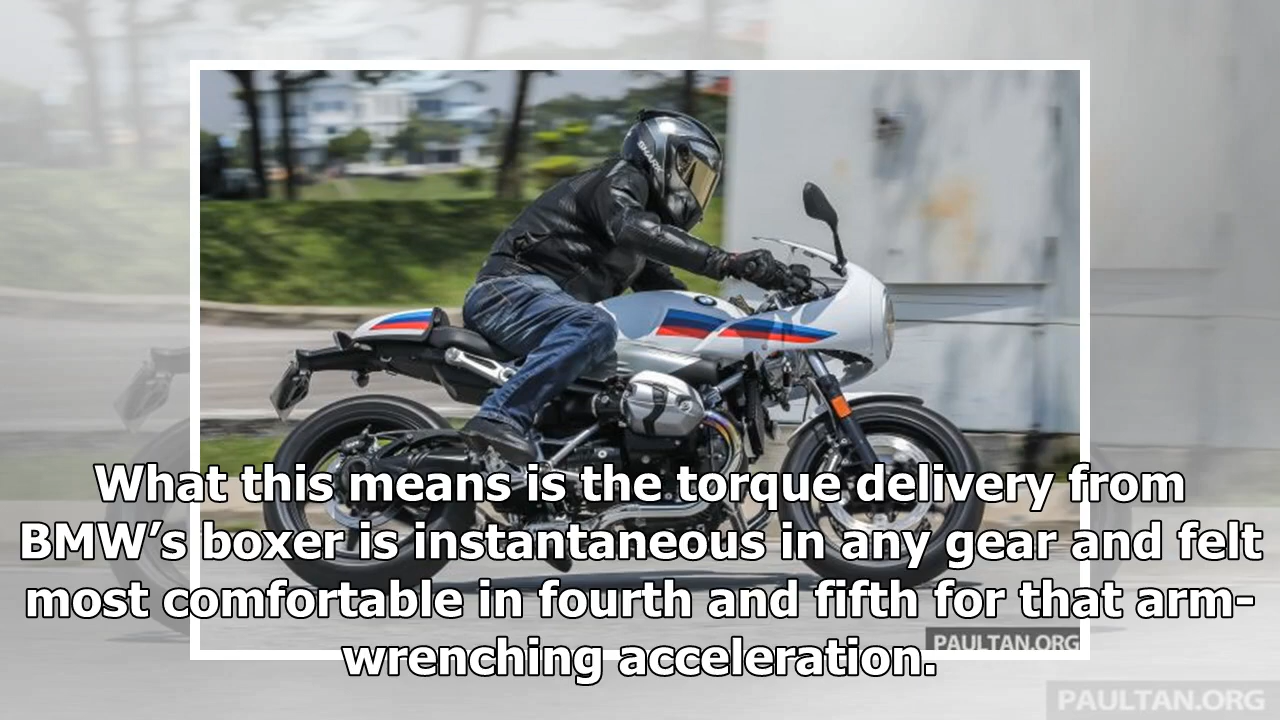 SHARK
What this means is the torque delivery from
BMW’s boxer is instantaneous in any gear and felt
most comfortable in fourth and fifth for that arm-
wrenching acceleration.
PAULTAN.ORG
PAULTAN.ORG